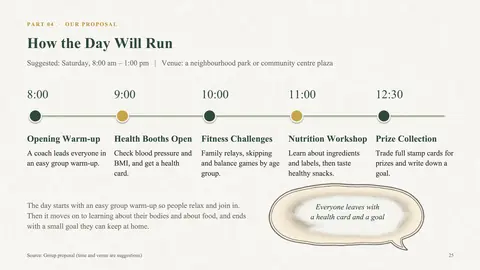 PART 04 · OUR PROPOSAL
How the Day Will Run
Suggested: Saturday, 8:00 am – 1:00 pm | Venue: a neighbourhood park or community centre plaza
8:00
9:00
10:00
11:00
12:30
Opening Warm-up
A coach leads everyone in
an easy group warm-up.
Health Booths Open
Check blood pressure and
BMI, and get a health
card.
Fitness Challenges
Family relays, skipping
and balance games by age
group.
Nutrition Workshop
Learn about ingredients
and labels, then taste
healthy snacks.
Prize Collection
Trade full stamp cards for
prizes and write down a
goal.
The day starts with an easy group warm-up so people relax and join in.
Then it moves on to learning about their bodies and about food, and ends
with a small goal they can keep at home.
Everyone leaves with
a health card and a goal
Source: Group proposal (time and venue are suggestions)
25